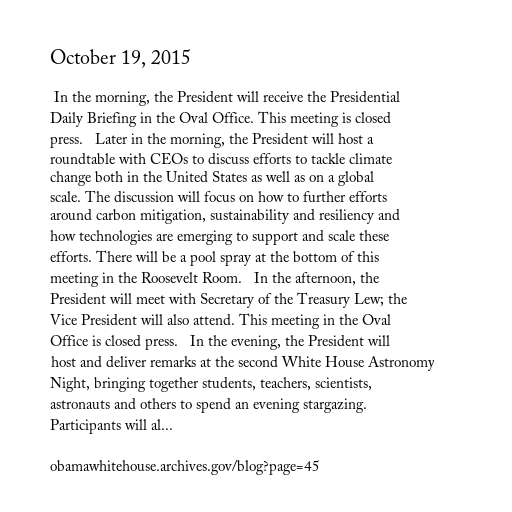 October 19, 2015
In the morning, the President will receive the Presidential
Daily Briefing in the Oval Office. This meeting is closed
press.   Later in the morning, the President will host a
roundtable with CEOs to discuss efforts to tackle climate
change both in the United States as well as on a global
scale. The discussion will focus on how to further efforts
around carbon mitigation, sustainability and resiliency and
how technologies are emerging to support and scale these
efforts. There will be a pool spray at the bottom of this
meeting in the Roosevelt Room.   In the afternoon, the
President will meet with Secretary of the Treasury Lew; the
Vice President will also attend. This meeting in the Oval
Office is closed press.   In the evening, the President will
host and deliver remarks at the second White House Astronomy
Night, bringing together students, teachers, scientists,
astronauts and others to spend an evening stargazing.
Participants will al...
obamawhitehouse.archives.gov/blog?page=45